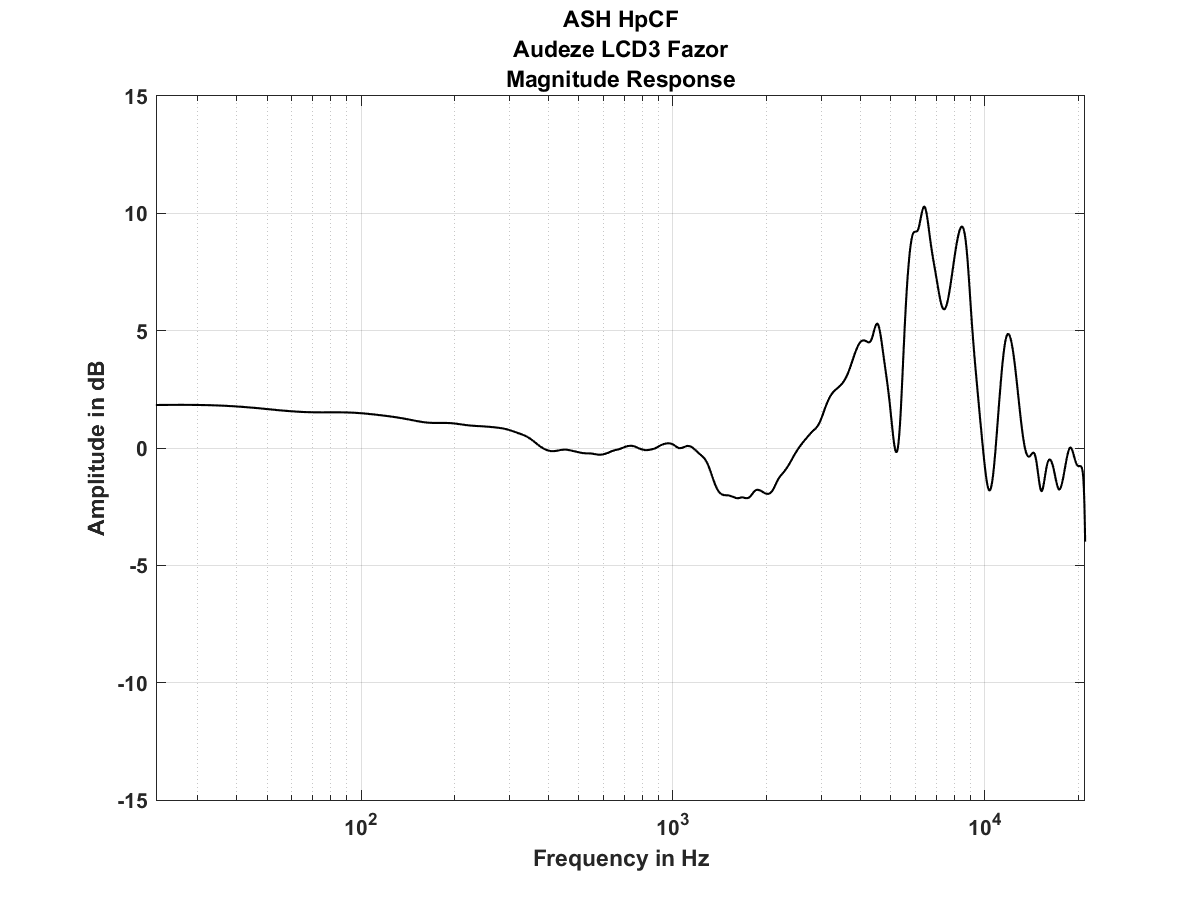 ASH HpCF
Audeze LCD3 Fazor
Magnitude Response
15
10
5
0
-5
-10
-15
Amplitude in dB
10² 10³ 10⁴
Frequency in Hz